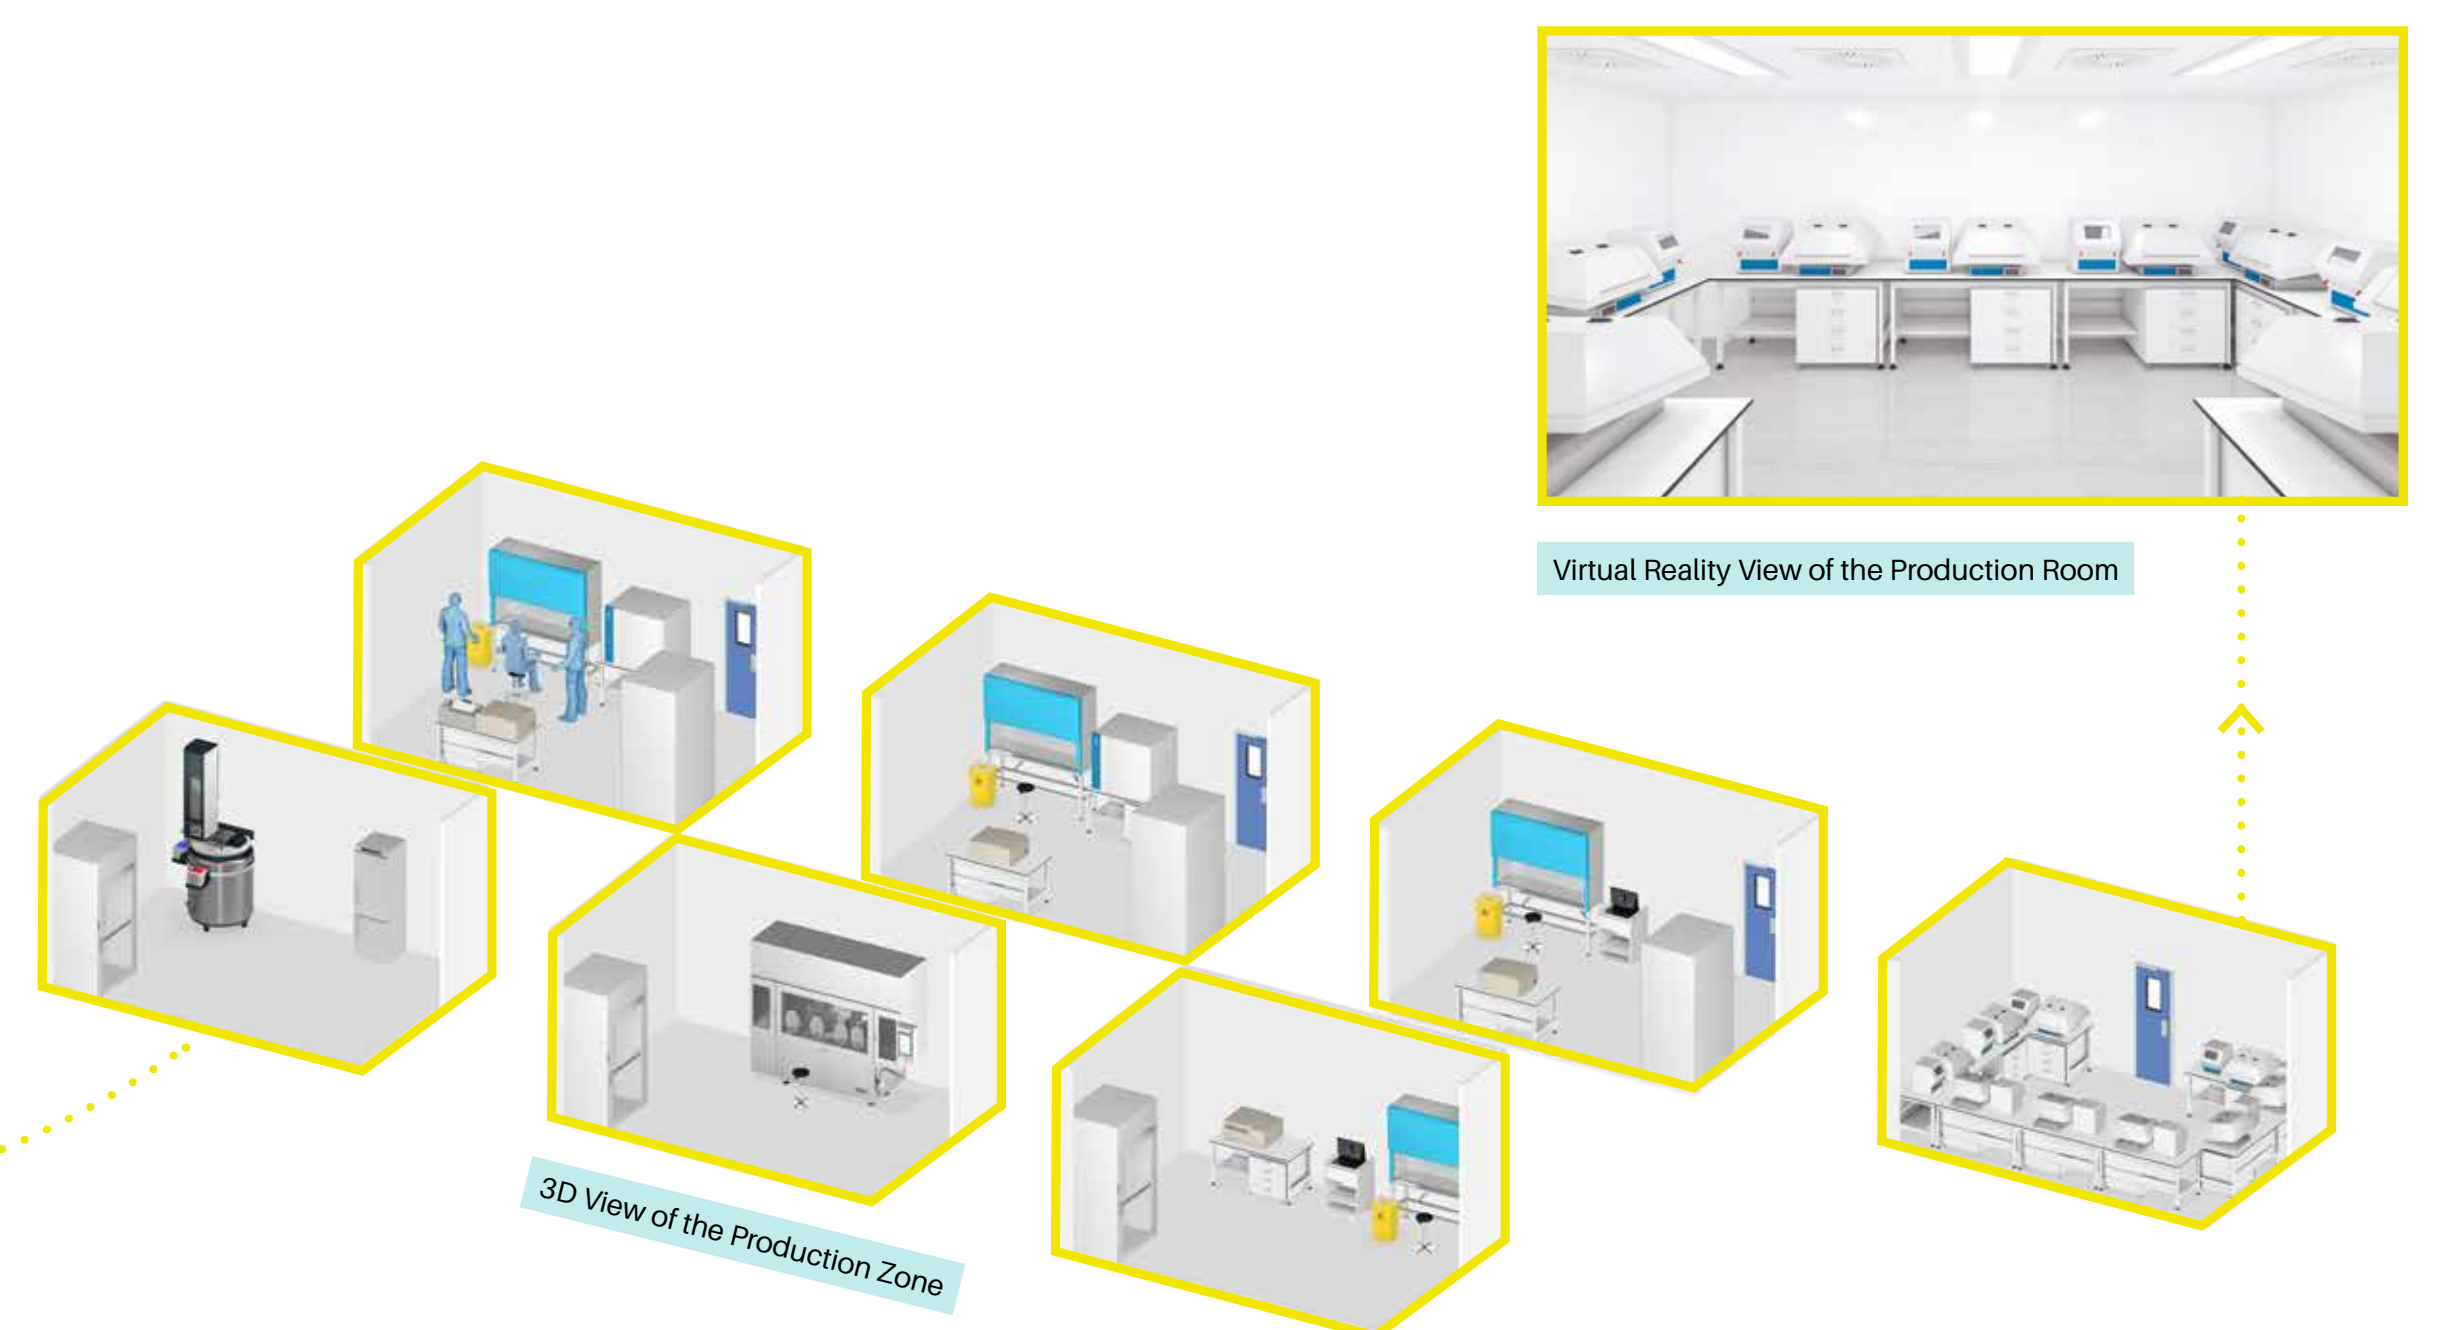 Virtual Reality View of the Production Room
3D View of the Production Zone